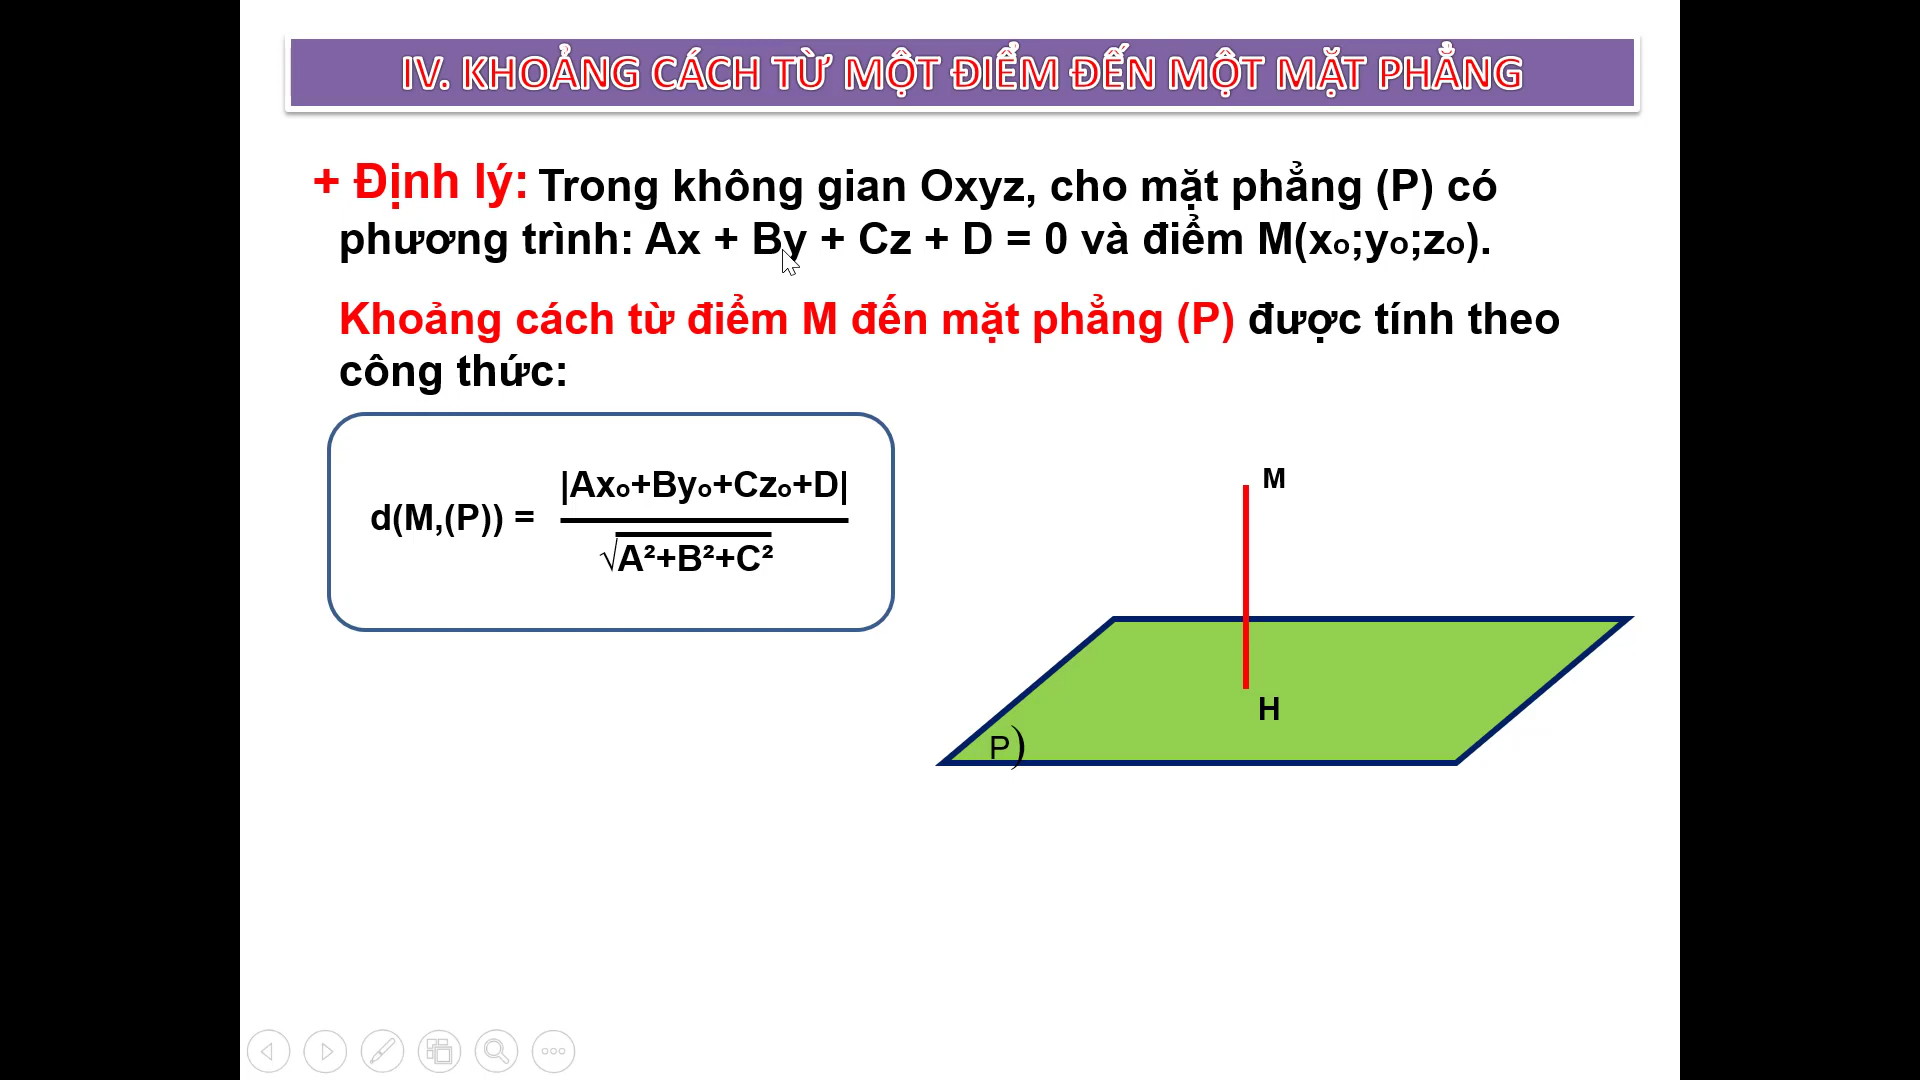 IV. KHOẢNG CÁCH TỪ MỘT ĐIỂM ĐẾN MỘT MẶT PHẲNG
+ Định lý: Trong không gian Oxyz, cho mặt phẳng (P) có
phương trình: Ax + By + Cz + D = 0 và điểm M(xₒ;yₒ;zₒ).
Khoảng cách từ điểm M đến mặt phẳng (P) được tính theo
công thức:
|Axₒ+Byₒ+Czₒ+D|
d(M,(P)) =
√A²+B²+C²
M
H
P)